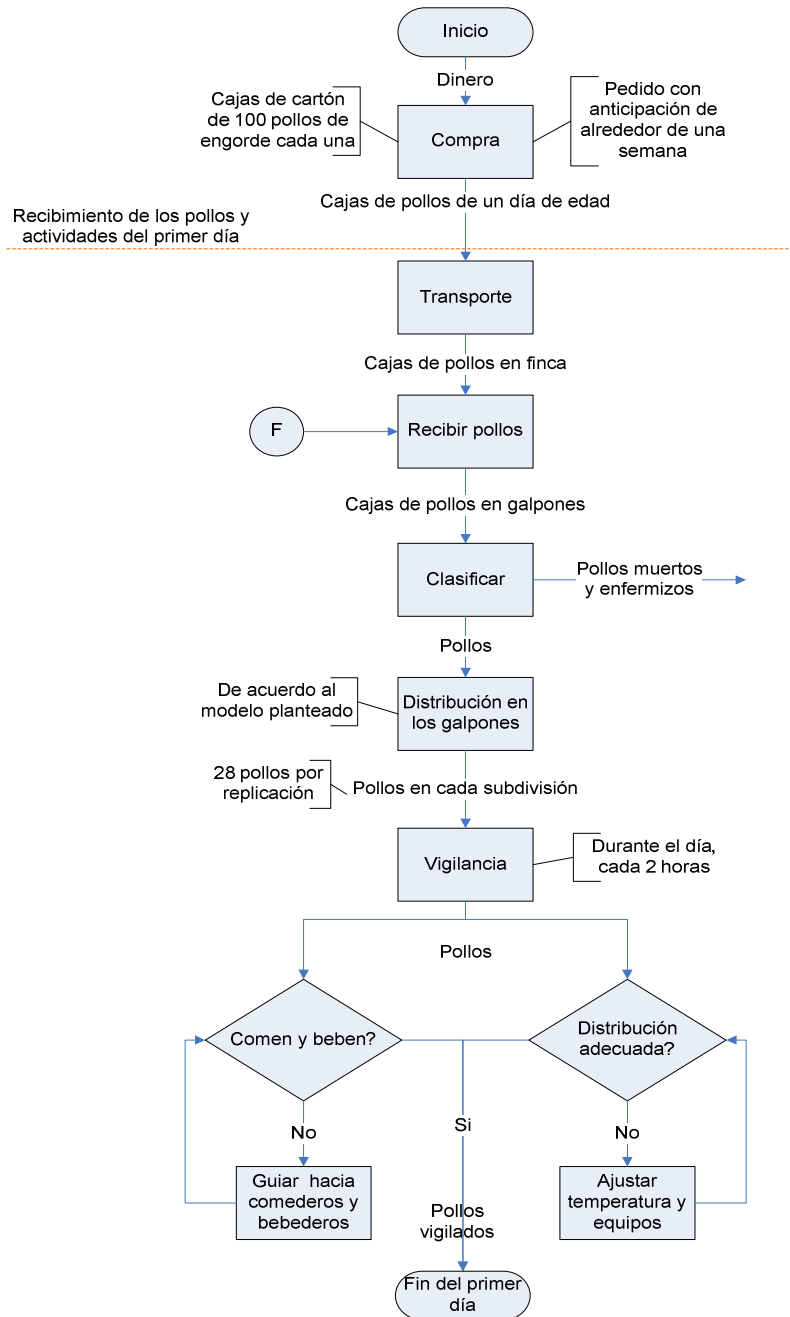 Inicio
Dinero
Cajas de cartón
de 100 pollos de
engorde cada una
Compra
Pedido con
anticipación de
alrededor de una
semana
Cajas de pollos de un día de edad
Recibimiento de los pollos y
actividades del primer día
Transporte
Cajas de pollos en finca
F
Recibir pollos
Cajas de pollos en galpones
Clasificar
Pollos muertos
y enfermizos
Pollos
De acuerdo al
modelo planteado
Distribución en
los galpones
28 pollos por
replicación
Pollos en cada subdivisión
Vigilancia
Durante el día,
cada 2 horas
Pollos
Comen y beben?
Distribución
adecuada?
Si
No
No
Guiar hacia
comederos y
bebederos
Ajustar
temperatura y
equipos
Pollos
vigilados
Fin del primer
día